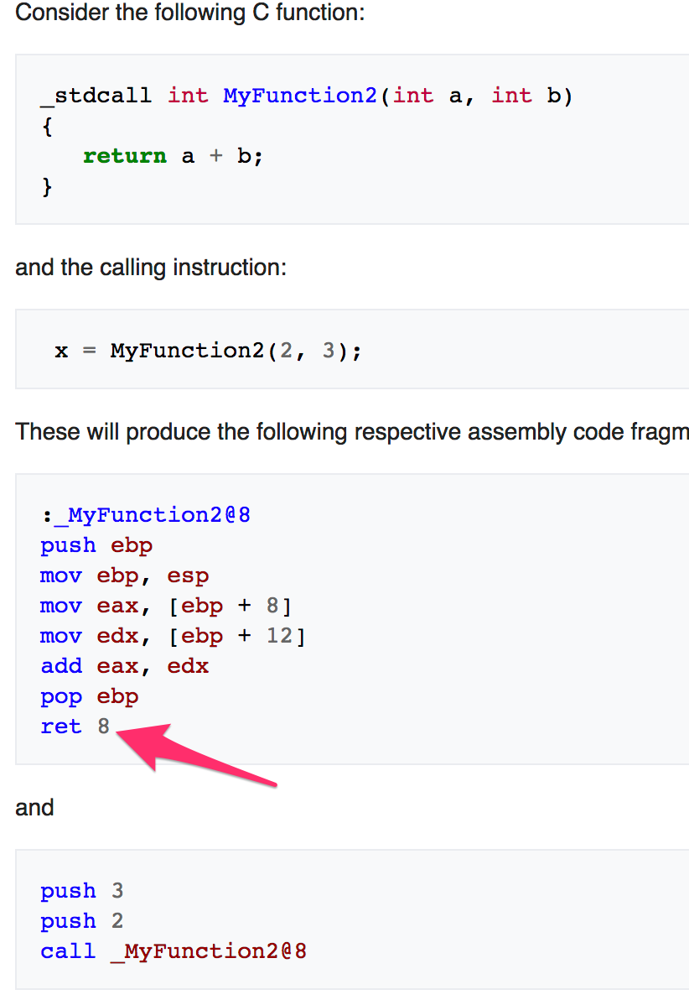 Consider the following C function:
_stdcall int MyFunction2(int a, int b)
{
return a + b;
}
and the calling instruction:
x = MyFunction2(2, 3);
These will produce the following respective assembly code fragm
:_MyFunction2@8
push ebp
mov ebp, esp
mov eax, [ebp + 8]
mov edx, [ebp + 12]
add eax, edx
pop ebp
ret 8
and
push 3
push 2
call _MyFunction2@8